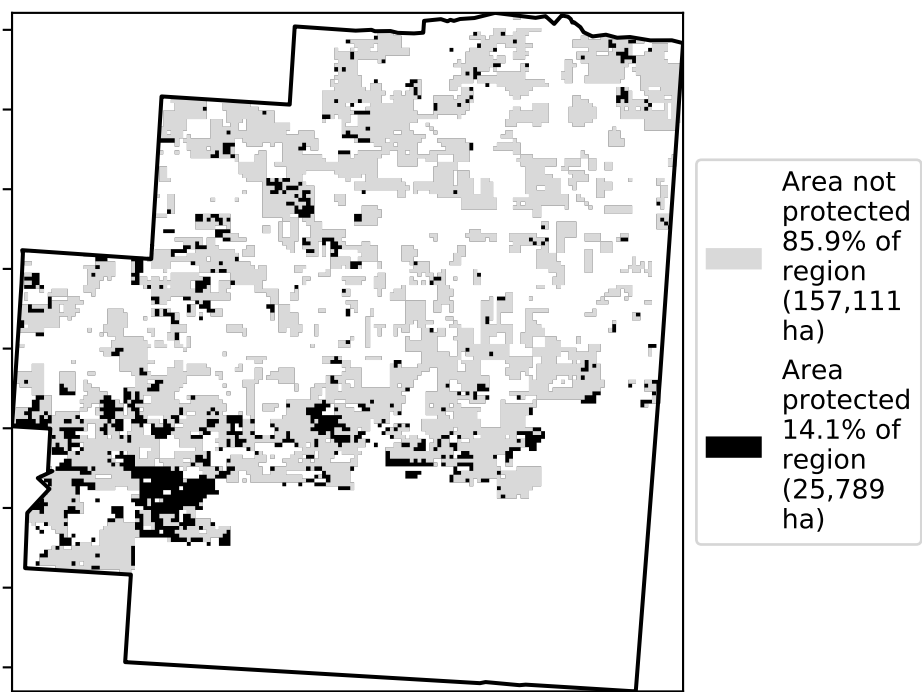 Area not
protected
85.9% of
region
(157,111
ha)
Area
protected
14.1% of
region
(25,789
ha)